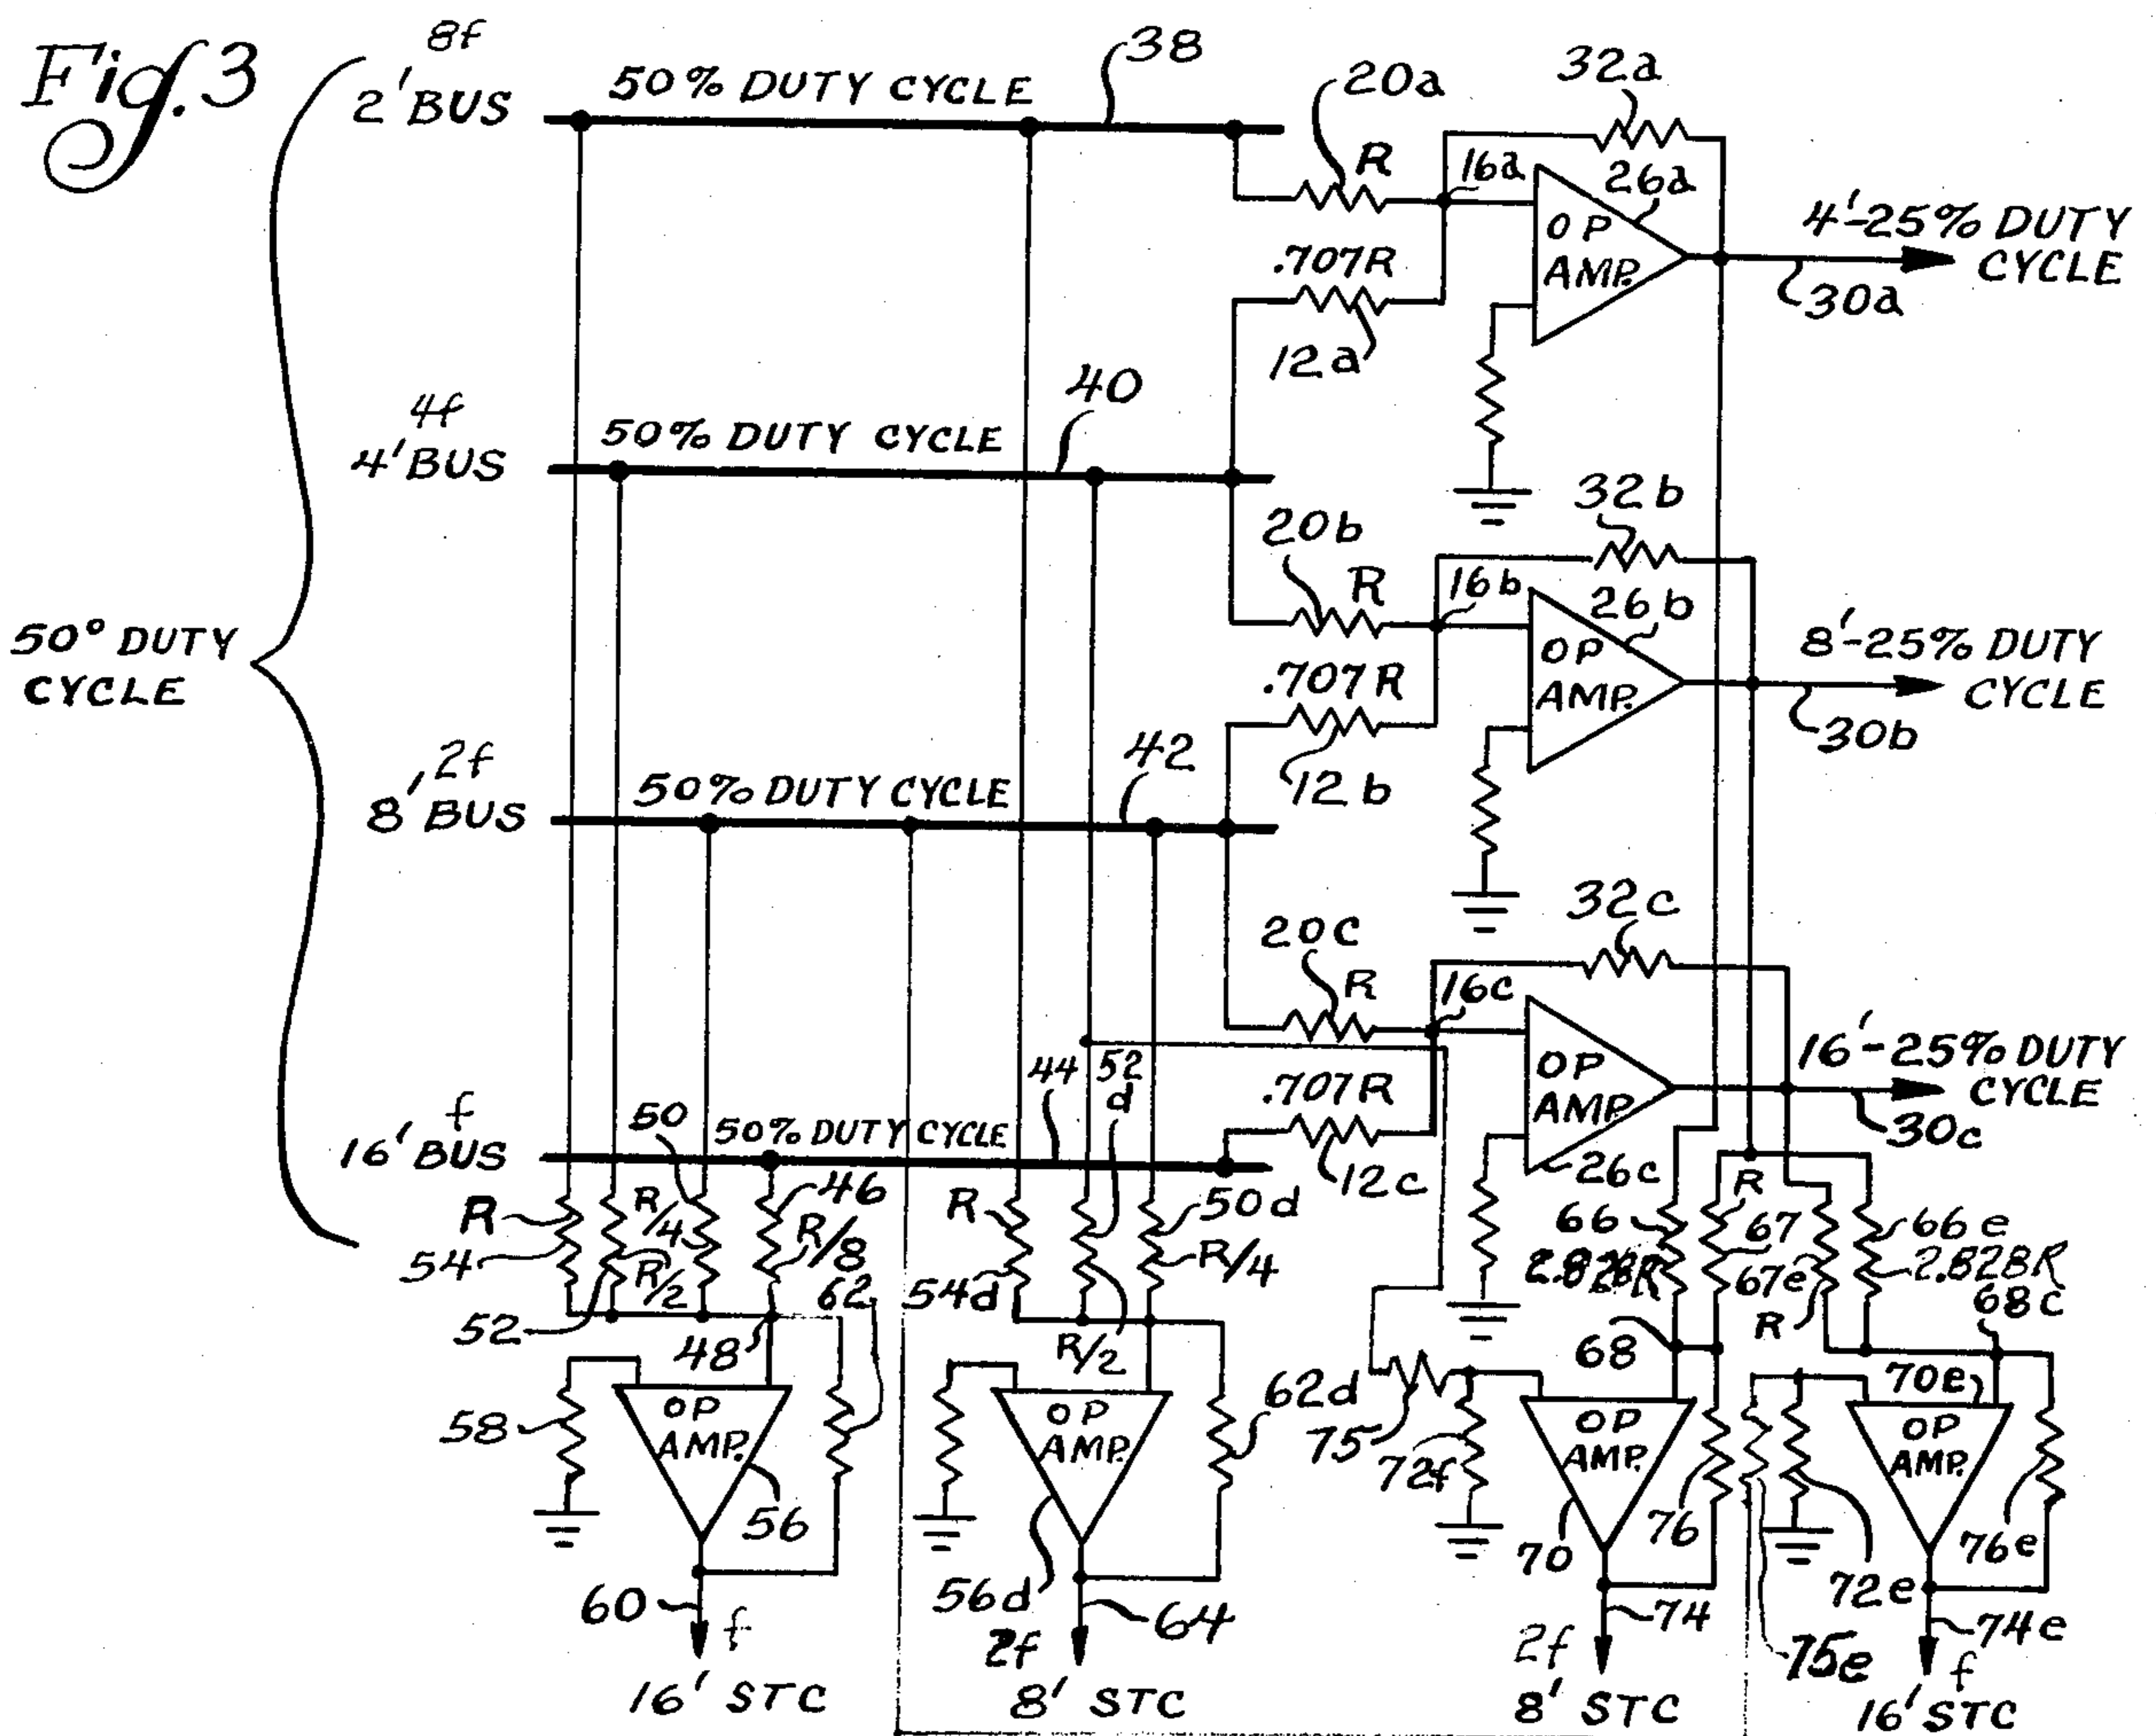 Fig. 3
8f
2' BUS
50% DUTY CYCLE
38
20a
R
16a
32a
26a
OP
AMP.
4'-25% DUTY
CYCLE
30a
.707R
12a
4f
4' BUS
50% DUTY CYCLE
40
20b
R
16b
32b
26b
OP
AMP.
8'-25% DUTY
CYCLE
30b
.707R
12b
50° DUTY
CYCLE
2f
8' BUS
50% DUTY CYCLE
42
20c
R
16c
32c
OP
AMP.
26c
16'-25% DUTY
CYCLE
30c
.707R
12c
f
16' BUS
50
50% DUTY CYCLE
44
52
d
R
54
R/4
R/2
52
46
R/8
48
62
R
54d
R/2
50d
R/4
66
2.828R
R
67
67e
R
66e
2.828R
68c
68
58
OP
AMP.
56
60
f
16' STC
OP
AMP.
56d
62d
64
2f
8' STC
75
72f
OP
AMP.
70
76
74
2f
8' STC
70e
OP
AMP.
76e
72e
75e
74e
f
16' STC